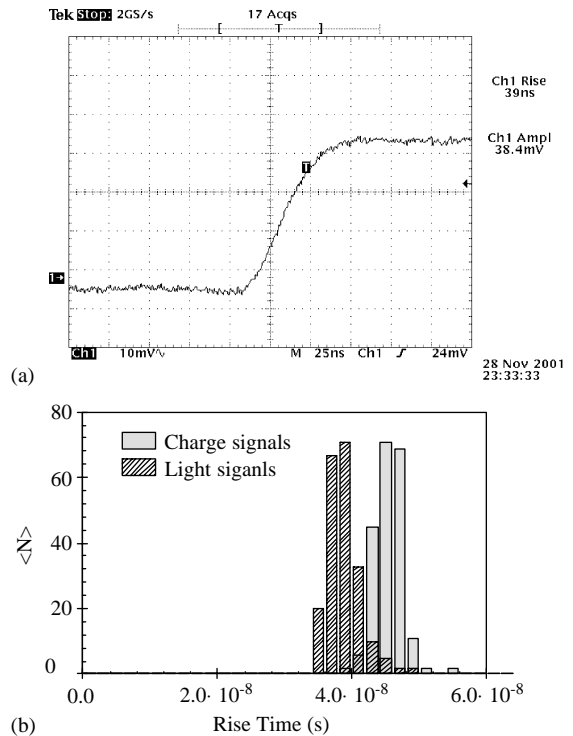 Tek Stop: 2GS/s 17 Acqs
T
Ch1 Rise
39ns
Ch1 Ampl
38.4mV
T
1→
Ch1 10mV∿ M 25ns Ch1 ƒ 24mV
28 Nov 2001
23:33:33
(a)
80
60
40
20
0
<N>
Charge signals
Light siganls
0.0 2.0· 10⁻⁸ 4.0· 10⁻⁸ 6.0· 10⁻⁸
Rise Time (s)
(b)